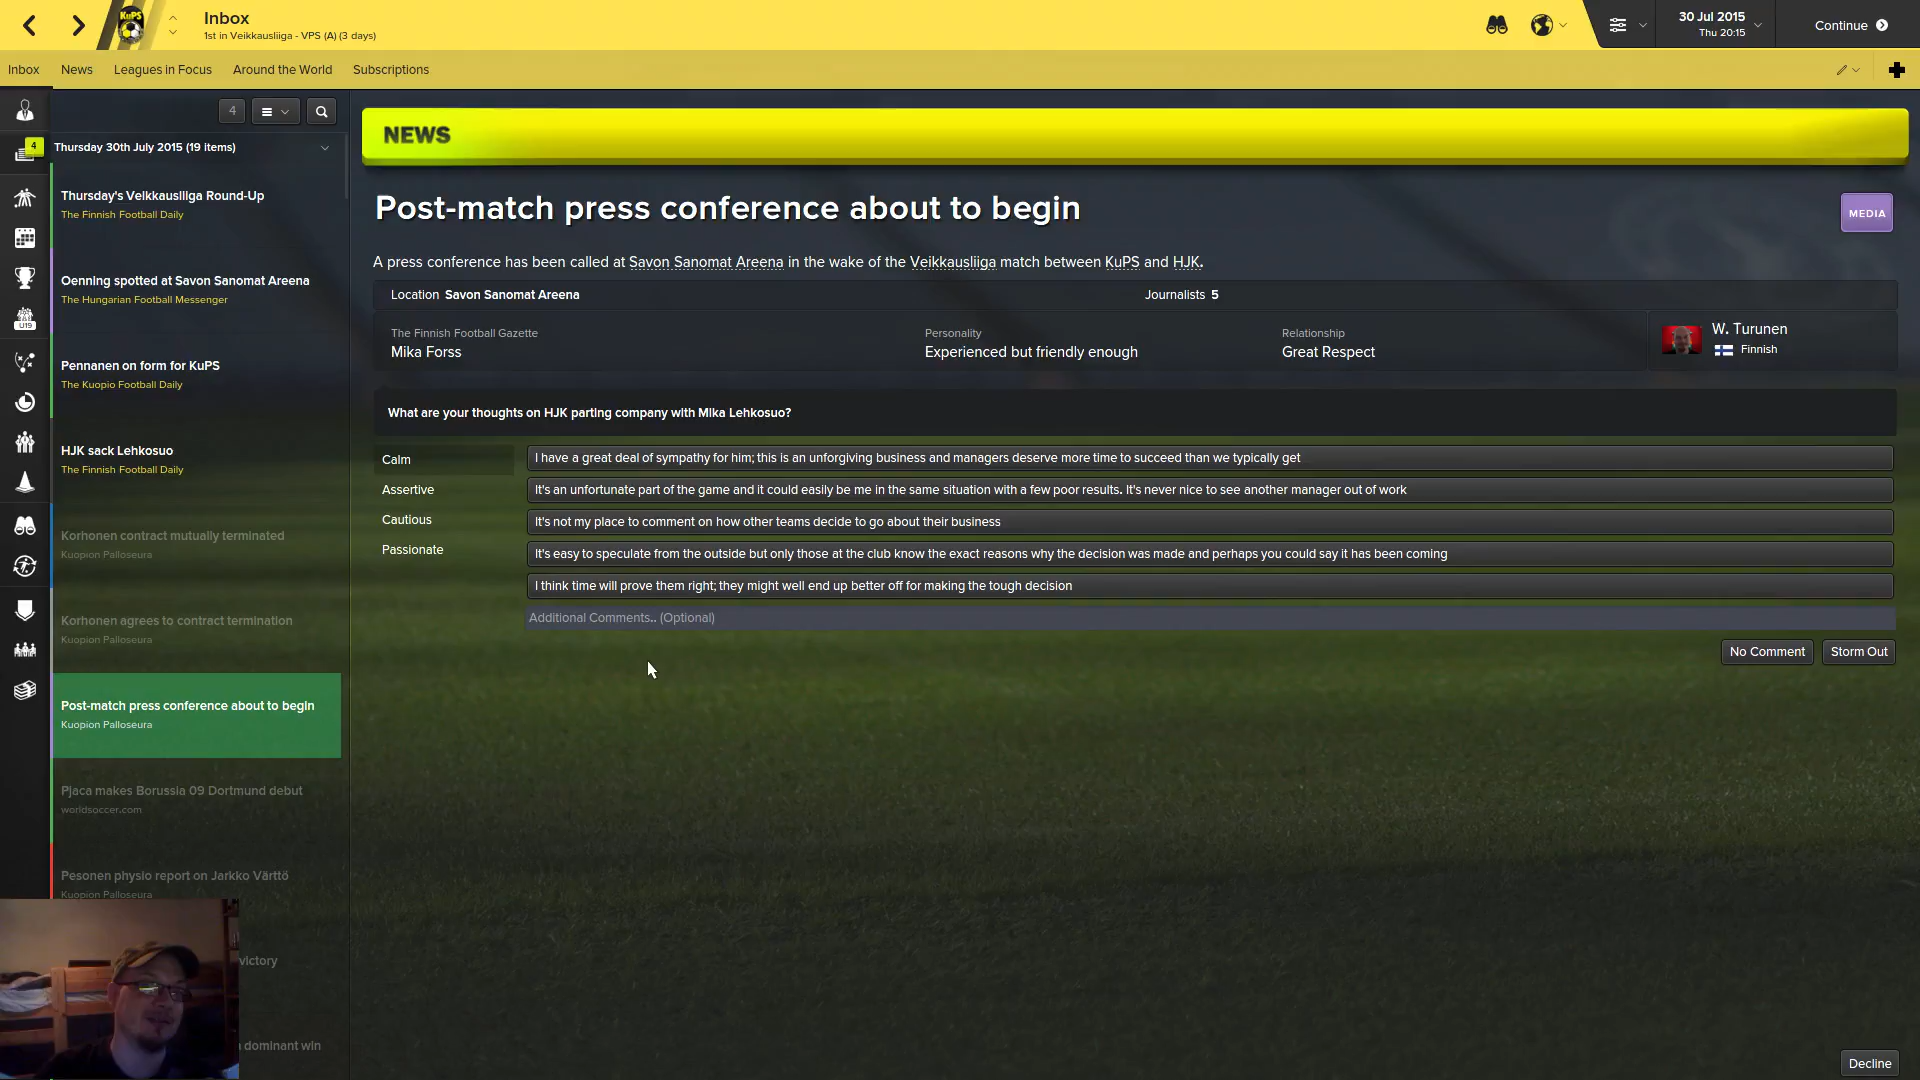 KuPS
Inbox
1st in Veikkausliiga - VPS (A) (3 days)
30 Jul 2015
Thu 20:15
Continue
Inbox
News
Leagues in Focus
Around the World
Subscriptions
4
4
U19
Thursday 30th July 2015 (19 items)
Thursday's Veikkausliiga Round-Up
The Finnish Football Daily
Oenning spotted at Savon Sanomat Areena
The Hungarian Football Messenger
Pennanen on form for KuPS
The Kuopio Football Daily
HJK sack Lehkosuo
The Finnish Football Daily
Korhonen contract mutually terminated
Kuopion Palloseura
Korhonen agrees to contract termination
Kuopion Palloseura
Post-match press conference about to begin
Kuopion Palloseura
Pjaca makes Borussia 09 Dortmund debut
worldsoccer.com
Pesonen physio report on Jarkko Värttö
Kuopion Palloseura
victory
dominant win
NEWS
Post-match press conference about to begin
MEDIA
A press conference has been called at Savon Sanomat Areena in the wake of the Veikkausliiga match between KuPS and HJK.
Location Savon Sanomat Areena
Journalists 5
The Finnish Football Gazette
Mika Forss
Personality
Experienced but friendly enough
Relationship
Great Respect
W. Turunen
Finnish
What are your thoughts on HJK parting company with Mika Lehkosuo?
Calm
Assertive
Cautious
Passionate
I have a great deal of sympathy for him; this is an unforgiving business and managers deserve more time to succeed than we typically get
It's an unfortunate part of the game and it could easily be me in the same situation with a few poor results. It's never nice to see another manager out of work
It's not my place to comment on how other teams decide to go about their business
It's easy to speculate from the outside but only those at the club know the exact reasons why the decision was made and perhaps you could say it has been coming
I think time will prove them right; they might well end up better off for making the tough decision
Additional Comments.. (Optional)
No Comment
Storm Out
Decline